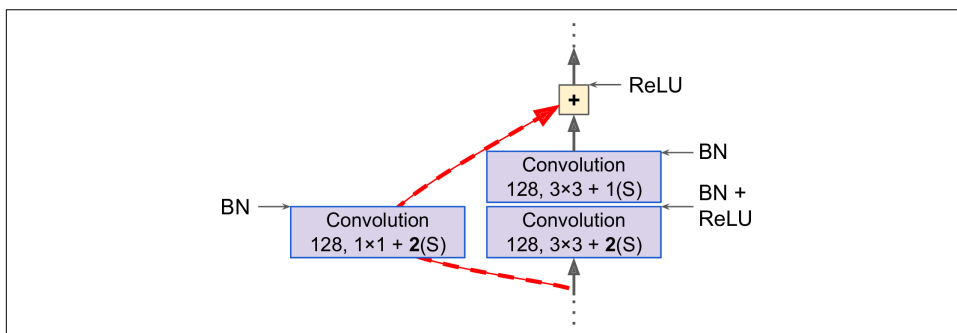 ReLU
+
BN
Convolution
128, 3×3 + 1(S)
BN +
ReLU
BN
Convolution
128, 1×1 + 2(S)
Convolution
128, 3×3 + 2(S)